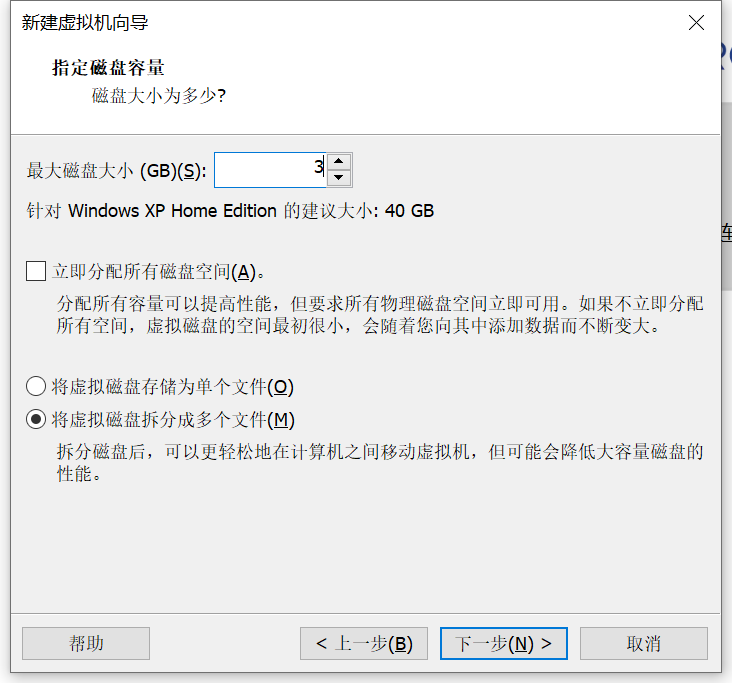 新建虚拟机向导
指定磁盘容量
磁盘大小为多少?
最大磁盘大小 (GB)(S): 3
针对 Windows XP Home Edition 的建议大小: 40 GB
立即分配所有磁盘空间(A)。
分配所有容量可以提高性能，但要求所有物理磁盘空间立即可用。如果不立即分配
所有空间，虚拟磁盘的空间最初很小，会随着您向其中添加数据而不断变大。
将虚拟磁盘存储为单个文件(O)
将虚拟磁盘拆分成多个文件(M)
拆分磁盘后，可以更轻松地在计算机之间移动虚拟机，但可能会降低大容量磁盘的
性能。
帮助 < 上一步(B) 下一步(N) > 取消